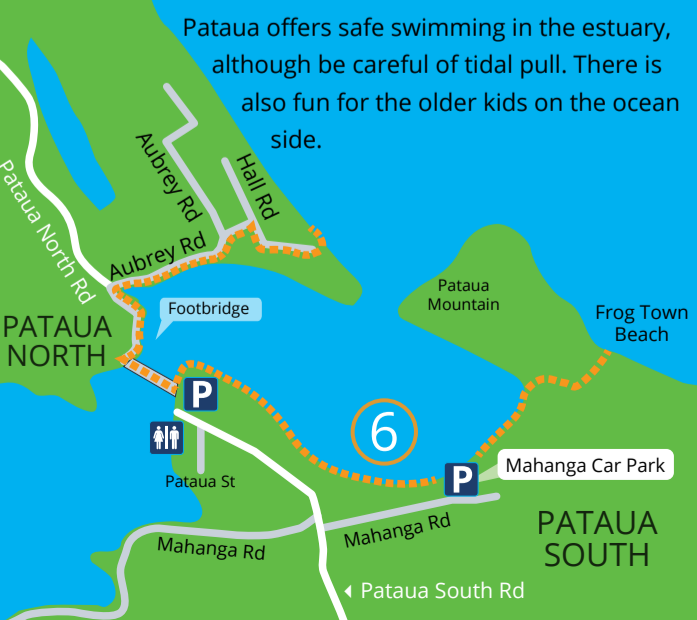 Pataua offers safe swimming in the estuary,
although be careful of tidal pull. There is
also fun for the older kids on the ocean
side.
Aubrey Rd
Hall Rd
Pataua North Rd
Aubrey Rd
Pataua
Mountain
Footbridge
Frog Town
Beach
PATAUA
NORTH
P
6
Pataua St
P
Mahanga Car Park
Mahanga Rd
Mahanga Rd
PATAUA
SOUTH
Pataua South Rd